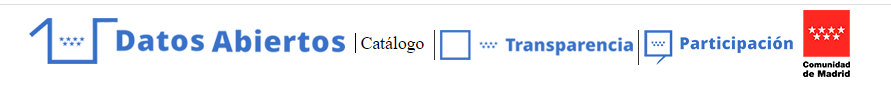 Datos Abiertos
Catálogo
Transparencia
Participación
Comunidad
de Madrid